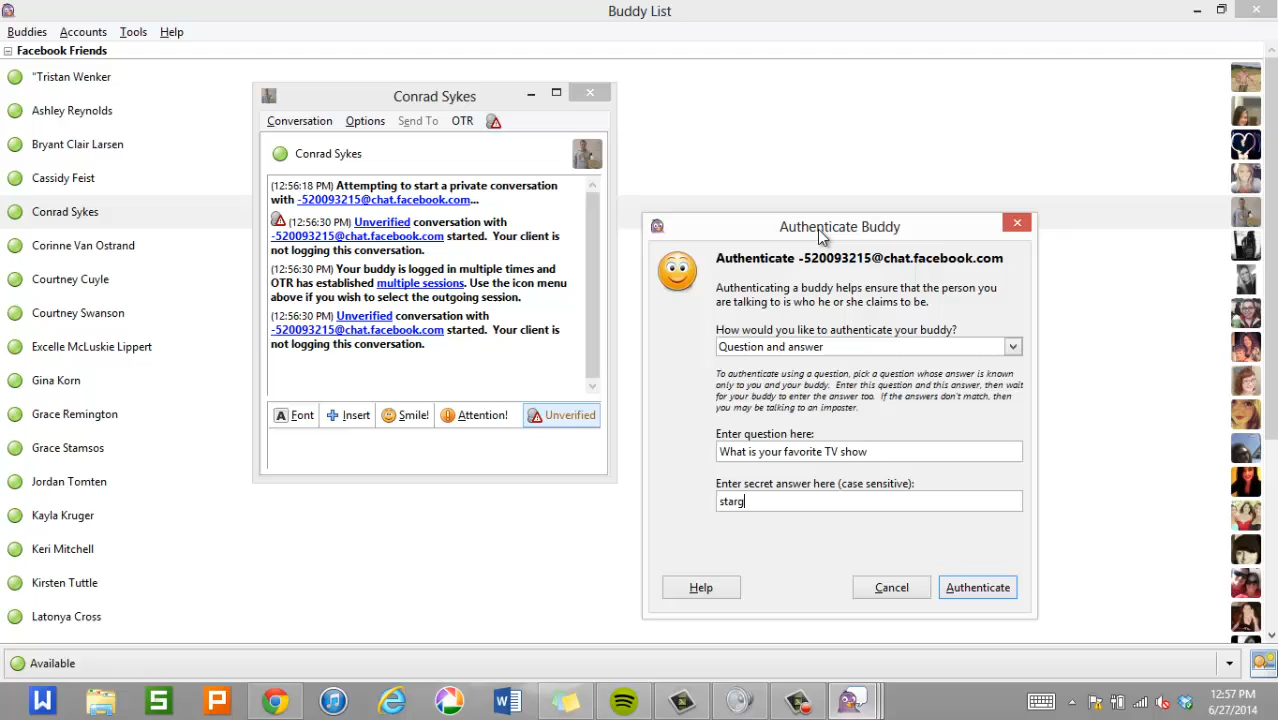 Buddy List
Buddies Accounts Tools Help
Facebook Friends
"Tristan Wenker
Ashley Reynolds
Bryant Clair Larsen
Cassidy Feist
Conrad Sykes
Corinne Van Ostrand
Courtney Cuyle
Courtney Swanson
Excelle McLuskie Lippert
Gina Korn
Grace Remington
Grace Stamsos
Jordan Tomten
Kayla Kruger
Keri Mitchell
Kirsten Tuttle
Latonya Cross
Available
Conrad Sykes
Conversation Options Send To OTR
Conrad Sykes
(12:56:18 PM) Attempting to start a private conversation
with -520093215@chat.facebook.com...
(12:56:30 PM) Unverified conversation with
-520093215@chat.facebook.com started. Your client is
not logging this conversation.
(12:56:30 PM) Your buddy is logged in multiple times and
OTR has established multiple sessions. Use the icon menu
above if you wish to select the outgoing session.
(12:56:30 PM) Unverified conversation with
-520093215@chat.facebook.com started. Your client is
not logging this conversation.
A Font Insert Smile! Attention! Unverified
Authenticate Buddy
Authenticate -520093215@chat.facebook.com
Authenticating a buddy helps ensure that the person you
are talking to is who he or she claims to be.
How would you like to authenticate your buddy?
Question and answer
To authenticate using a question, pick a question whose answer is known
only to you and your buddy. Enter this question and this answer, then wait
for your buddy to enter the answer too. If the answers don't match, then
you may be talking to an imposter.
Enter question here:
What is your favorite TV show
Enter secret answer here (case sensitive):
starg
Help Cancel Authenticate
W S P W
12:57 PM
6/27/2014